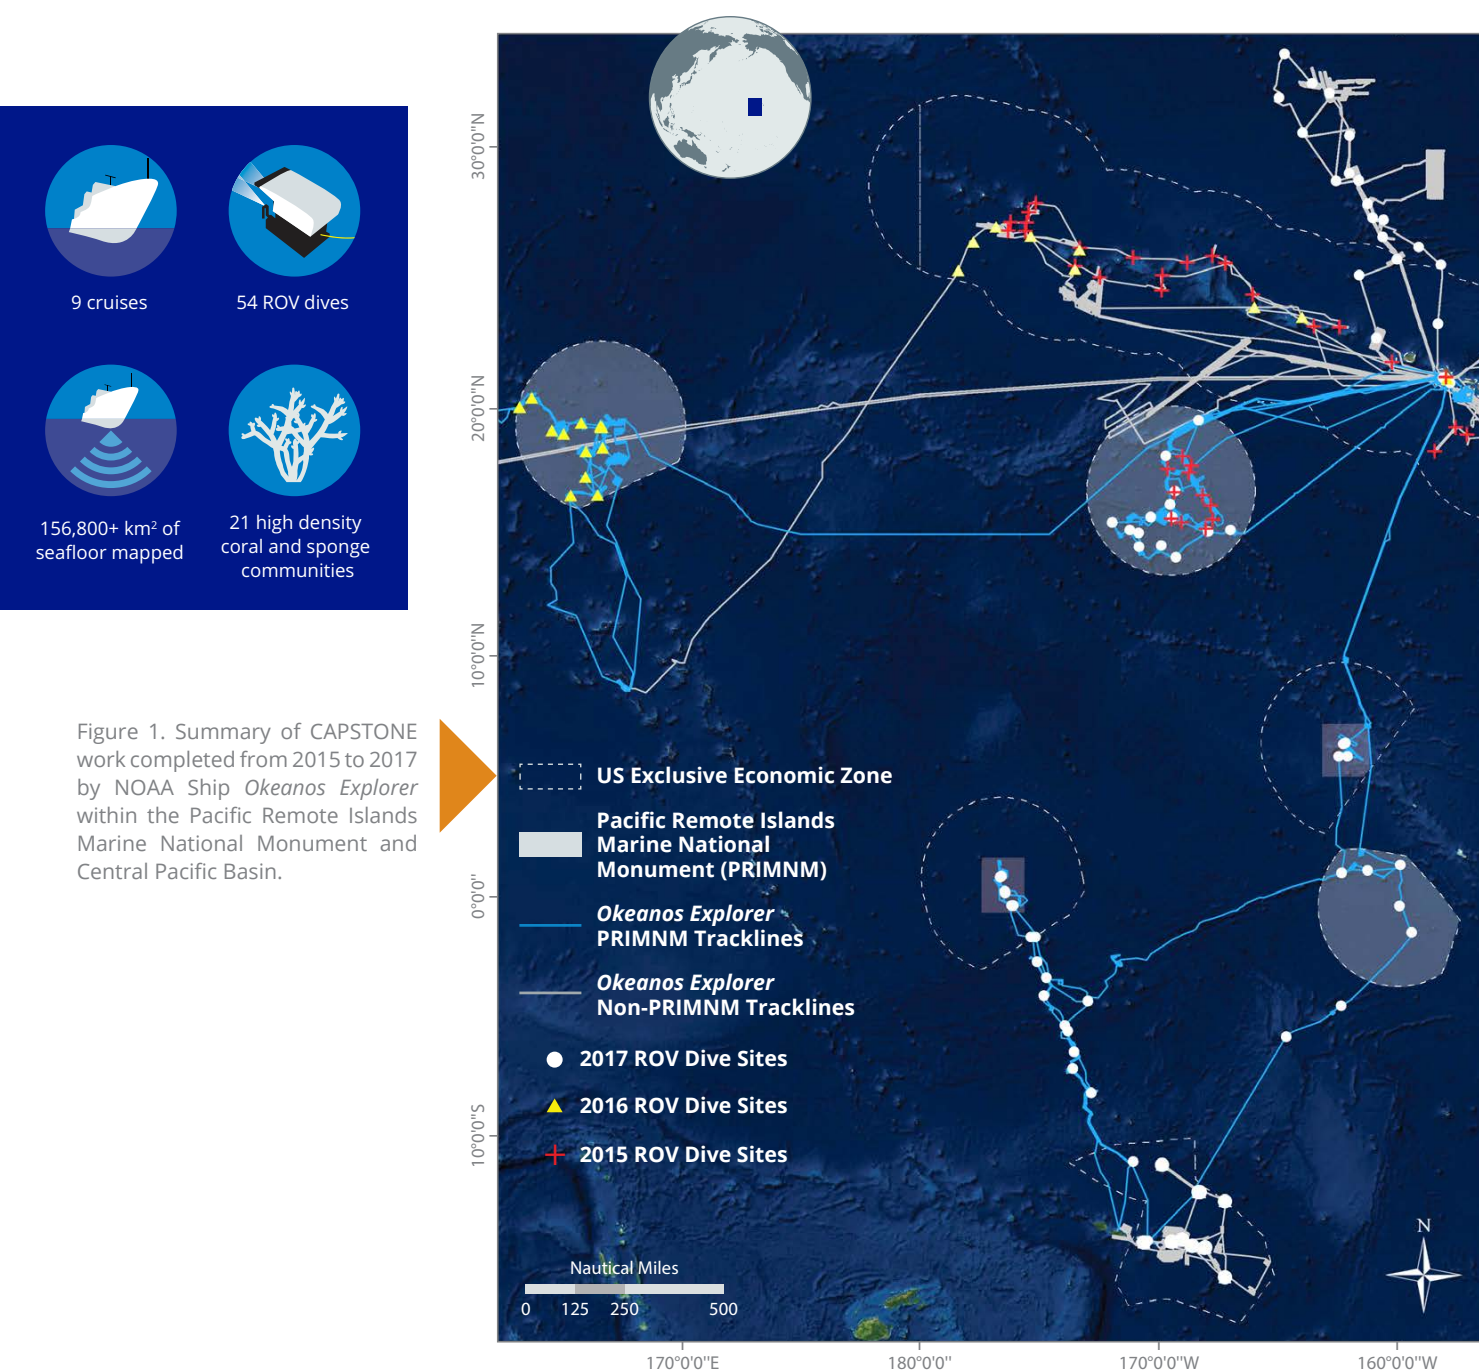 9 cruises
54 ROV dives
156,800+ km² of
seafloor mapped
21 high density
coral and sponge
communities
Figure 1. Summary of CAPSTONE
work completed from 2015 to 2017
by NOAA Ship Okeanos Explorer
within the Pacific Remote Islands
Marine National Monument and
Central Pacific Basin.
30°0'0"N
20°0'0"N
10°0'0"N
0°0'0"
10°0'0"S
US Exclusive Economic Zone
Pacific Remote Islands
Marine National
Monument (PRIMNM)
Okeanos Explorer
PRIMNM Tracklines
Okeanos Explorer
Non-PRIMNM Tracklines
2017 ROV Dive Sites
2016 ROV Dive Sites
2015 ROV Dive Sites
Nautical Miles
0 125 250 500
N
170°0'0"E 180°0'0" 170°0'0"W 160°0'0"W